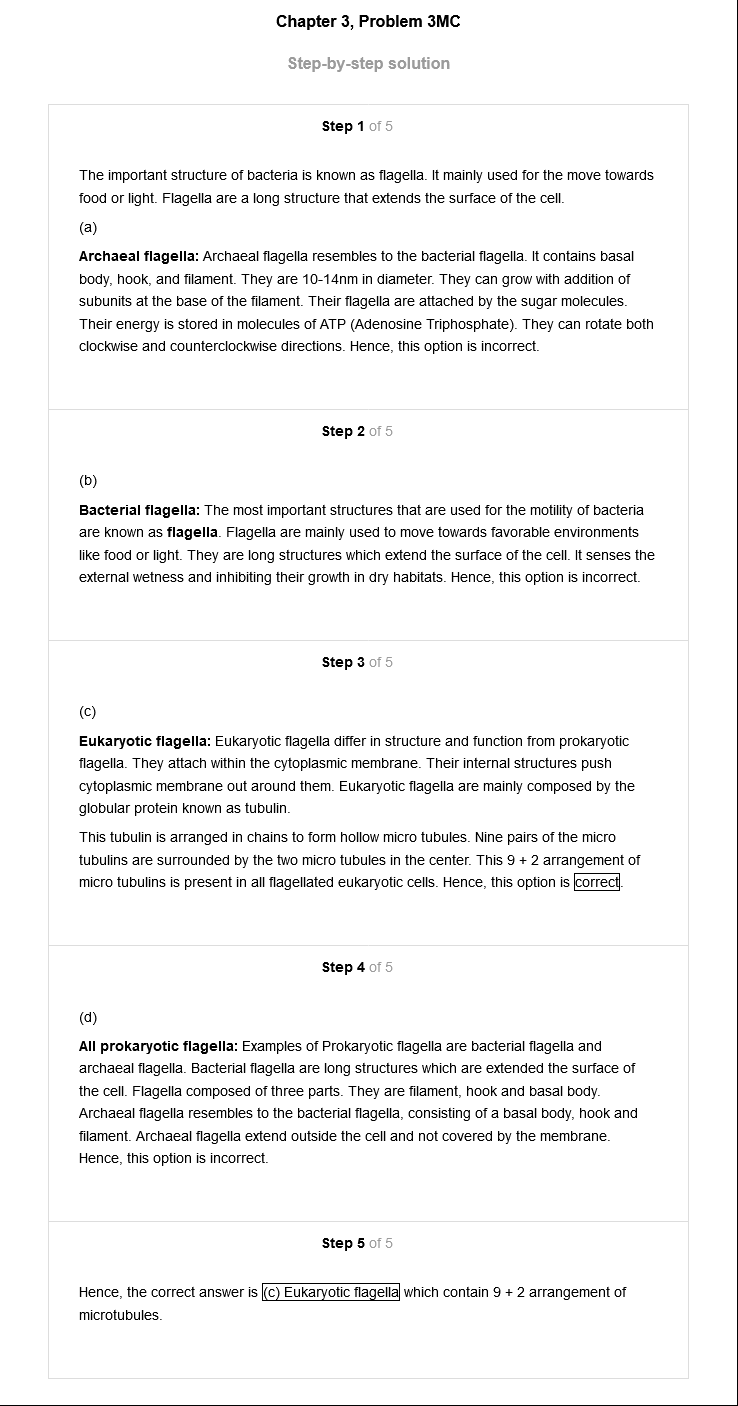 Chapter 3, Problem 3MC
Step-by-step solution
Step 1 of 5
The important structure of bacteria is known as flagella. It mainly used for the move towards
food or light. Flagella are a long structure that extends the surface of the cell.
(a)
Archaeal flagella: Archaeal flagella resembles to the bacterial flagella. It contains basal
body, hook, and filament. They are 10-14nm in diameter. They can grow with addition of
subunits at the base of the filament. Their flagella are attached by the sugar molecules.
Their energy is stored in molecules of ATP (Adenosine Triphosphate). They can rotate both
clockwise and counterclockwise directions. Hence, this option is incorrect.
Step 2 of 5
(b)
Bacterial flagella: The most important structures that are used for the motility of bacteria
are known as flagella. Flagella are mainly used to move towards favorable environments
like food or light. They are long structures which extend the surface of the cell. It senses the
external wetness and inhibiting their growth in dry habitats. Hence, this option is incorrect.
Step 3 of 5
(c)
Eukaryotic flagella: Eukaryotic flagella differ in structure and function from prokaryotic
flagella. They attach within the cytoplasmic membrane. Their internal structures push
cytoplasmic membrane out around them. Eukaryotic flagella are mainly composed by the
globular protein known as tubulin.
This tubulin is arranged in chains to form hollow micro tubules. Nine pairs of the micro
tubulins are surrounded by the two micro tubules in the center. This 9 + 2 arrangement of
micro tubulins is present in all flagellated eukaryotic cells. Hence, this option is correct.
Step 4 of 5
(d)
All prokaryotic flagella: Examples of Prokaryotic flagella are bacterial flagella and
archaeal flagella. Bacterial flagella are long structures which are extended the surface of
the cell. Flagella composed of three parts. They are filament, hook and basal body.
Archaeal flagella resembles to the bacterial flagella, consisting of a basal body, hook and
filament. Archaeal flagella extend outside the cell and not covered by the membrane.
Hence, this option is incorrect.
Step 5 of 5
Hence, the correct answer is (c) Eukaryotic flagella which contain 9 + 2 arrangement of
microtubules.